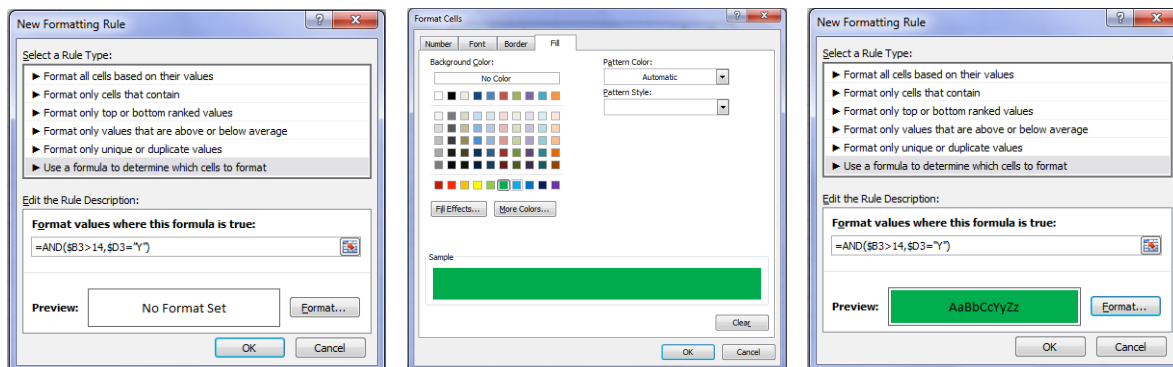 New Formatting Rule
Select a Rule Type:
► Format all cells based on their values
► Format only cells that contain
► Format only top or bottom ranked values
► Format only values that are above or below average
► Format only unique or duplicate values
► Use a formula to determine which cells to format
Edit the Rule Description:
Format values where this formula is true:
=AND($B3>14,$D3="Y")
Preview:
No Format Set
Format...
OK
Cancel
Format Cells
Number
Font
Border
Fill
Background Color:
No Color
Fill Effects...
More Colors...
Pattern Color:
Automatic
Pattern Style:
Sample
Clear
OK
Cancel
New Formatting Rule
Select a Rule Type:
► Format all cells based on their values
► Format only cells that contain
► Format only top or bottom ranked values
► Format only values that are above or below average
► Format only unique or duplicate values
► Use a formula to determine which cells to format
Edit the Rule Description:
Format values where this formula is true:
=AND($B3>14,$D3="Y")
Preview:
AaBbCcYyZz
Format...
OK
Cancel